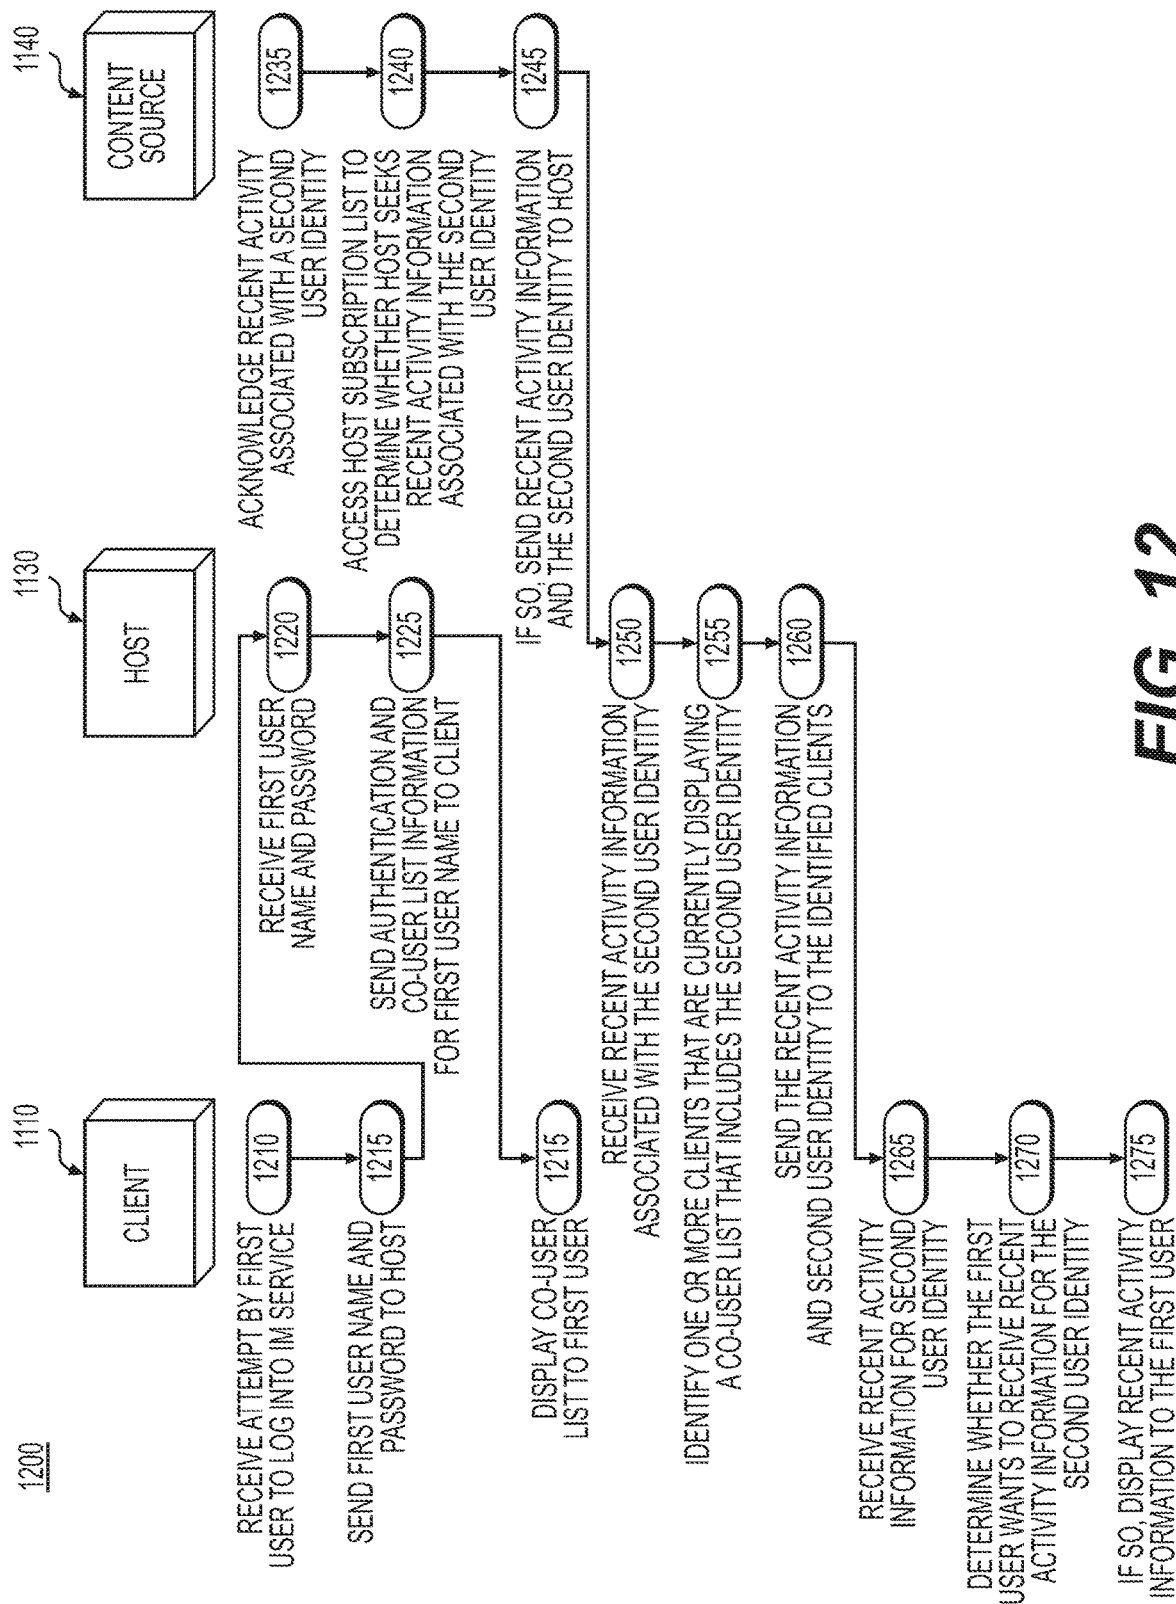 1200
1110
CLIENT
1130
HOST
1140
CONTENT
SOURCE
RECEIVE ATTEMPT BY FIRST
USER TO LOG INTO IM SERVICE
1210
SEND FIRST USER NAME AND
PASSWORD TO HOST
1215
RECEIVE FIRST USER
NAME AND PASSWORD
1220
SEND AUTHENTICATION AND
CO-USER LIST INFORMATION
FOR FIRST USER NAME TO CLIENT
1225
DISPLAY CO-USER
LIST TO FIRST USER
1215
ACKNOWLEDGE RECENT ACTIVITY
ASSOCIATED WITH A SECOND
USER IDENTITY
1235
ACCESS HOST SUBSCRIPTION LIST TO
DETERMINE WHETHER HOST SEEKS
RECENT ACTIVITY INFORMATION
ASSOCIATED WITH THE SECOND
USER IDENTITY
1240
IF SO, SEND RECENT ACTIVITY INFORMATION
AND THE SECOND USER IDENTITY TO HOST
1245
RECEIVE RECENT ACTIVITY INFORMATION
ASSOCIATED WITH THE SECOND USER IDENTITY
1250
IDENTIFY ONE OR MORE CLIENTS THAT ARE CURRENTLY DISPLAYING
A CO-USER LIST THAT INCLUDES THE SECOND USER IDENTITY
1255
SEND THE RECENT ACTIVITY INFORMATION
AND SECOND USER IDENTITY TO THE IDENTIFIED CLIENTS
1260
RECEIVE RECENT ACTIVITY
INFORMATION FOR SECOND
USER IDENTITY
1265
DETERMINE WHETHER THE FIRST
USER WANTS TO RECEIVE RECENT
ACTIVITY INFORMATION FOR THE
SECOND USER IDENTITY
1270
IF SO, DISPLAY RECENT ACTIVITY
INFORMATION TO THE FIRST USER
1275
FIG 12